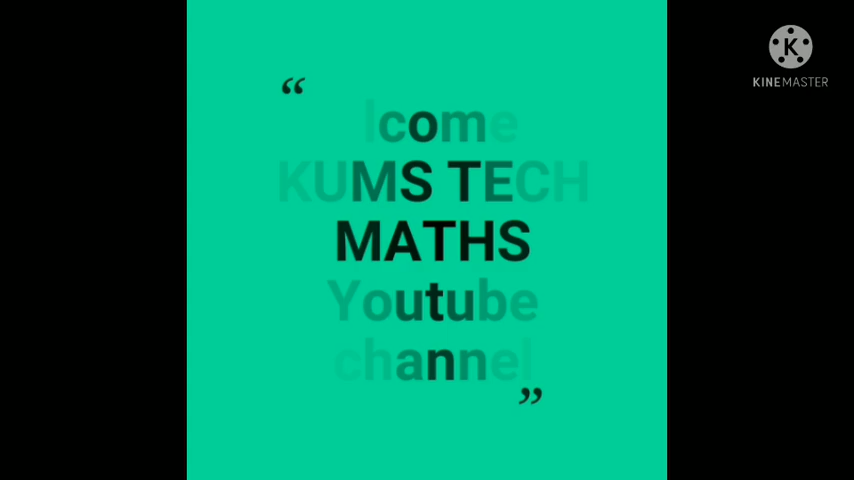 “
lcome
KUMS TECH
MATHS
Youtube
channel
”
KINEMASTER